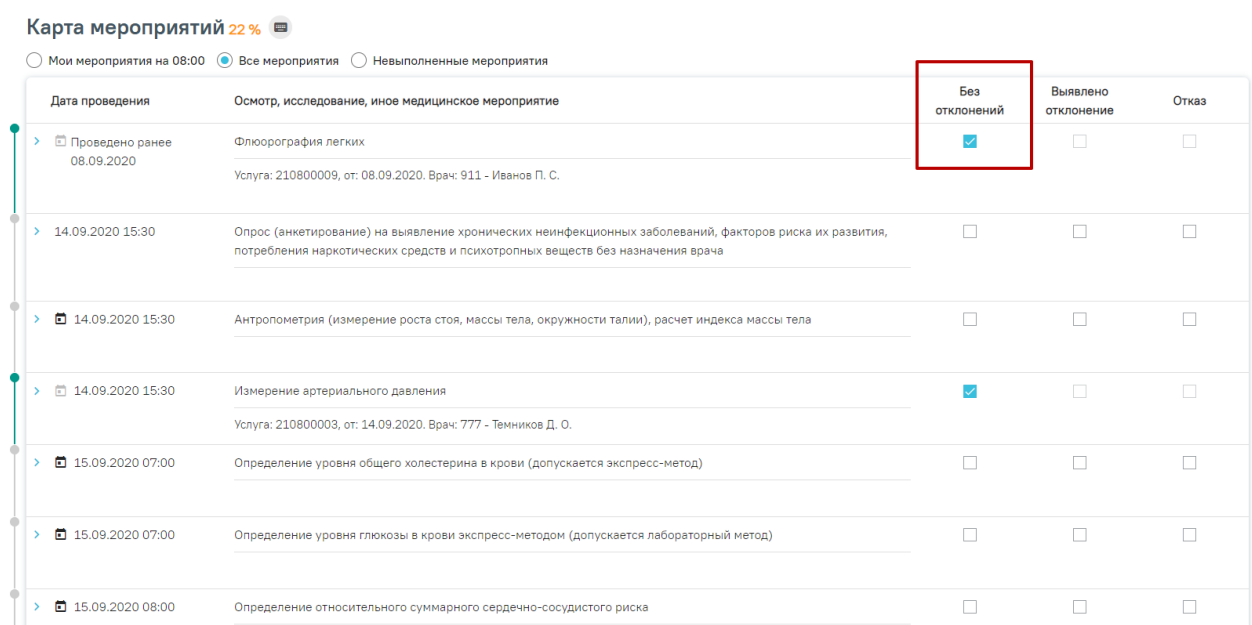 Карта мероприятий 22 %
Мои мероприятия на 08:00 Все мероприятия Невыполненные мероприятия
Дата проведения Осмотр, исследование, иное медицинское мероприятие Без отклонений Выявлено отклонение Отказ
Проведено ранее 08.09.2020 Флюорография легких
Услуга: 210800009, от: 08.09.2020. Врач: 911 - Иванов П. С.
14.09.2020 15:30 Опрос (анкетирование) на выявление хронических неинфекционных заболеваний, факторов риска их развития,
потребления наркотических средств и психотропных веществ без назначения врача
14.09.2020 15:30 Антропометрия (измерение роста стоя, массы тела, окружности талии), расчет индекса массы тела
14.09.2020 15:30 Измерение артериального давления
Услуга: 210800003, от: 14.09.2020. Врач: 777 - Темников Д. О.
15.09.2020 07:00 Определение уровня общего холестерина в крови (допускается экспресс-метод)
15.09.2020 07:00 Определение уровня глюкозы в крови экспресс-методом (допускается лабораторный метод)
15.09.2020 08:00 Определение относительного суммарного сердечно-сосудистого риска